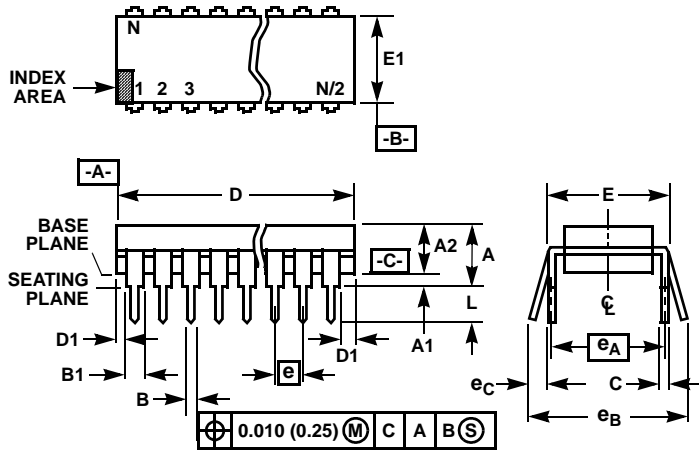 N
E1
INDEX
AREA
1 2 3 N/2
-B-
-A-
D
E
BASE
PLANE
A2
A
-C-
SEATING
PLANE
L
C
L
D1
A1
D1
B1
e
eA
B
eC
C
eB
0.010 (0.25) M C A B S